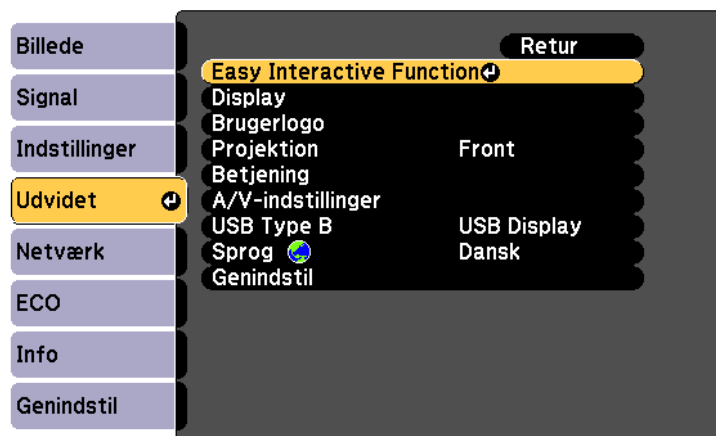 Billede
Signal
Indstillinger
Udvidet
Netværk
ECO
Info
Genindstil
Retur
Easy Interactive Function
Display
Brugerlogo
Projektion Front
Betjening
A/V-indstillinger
USB Type B USB Display
Sprog Dansk
Genindstil